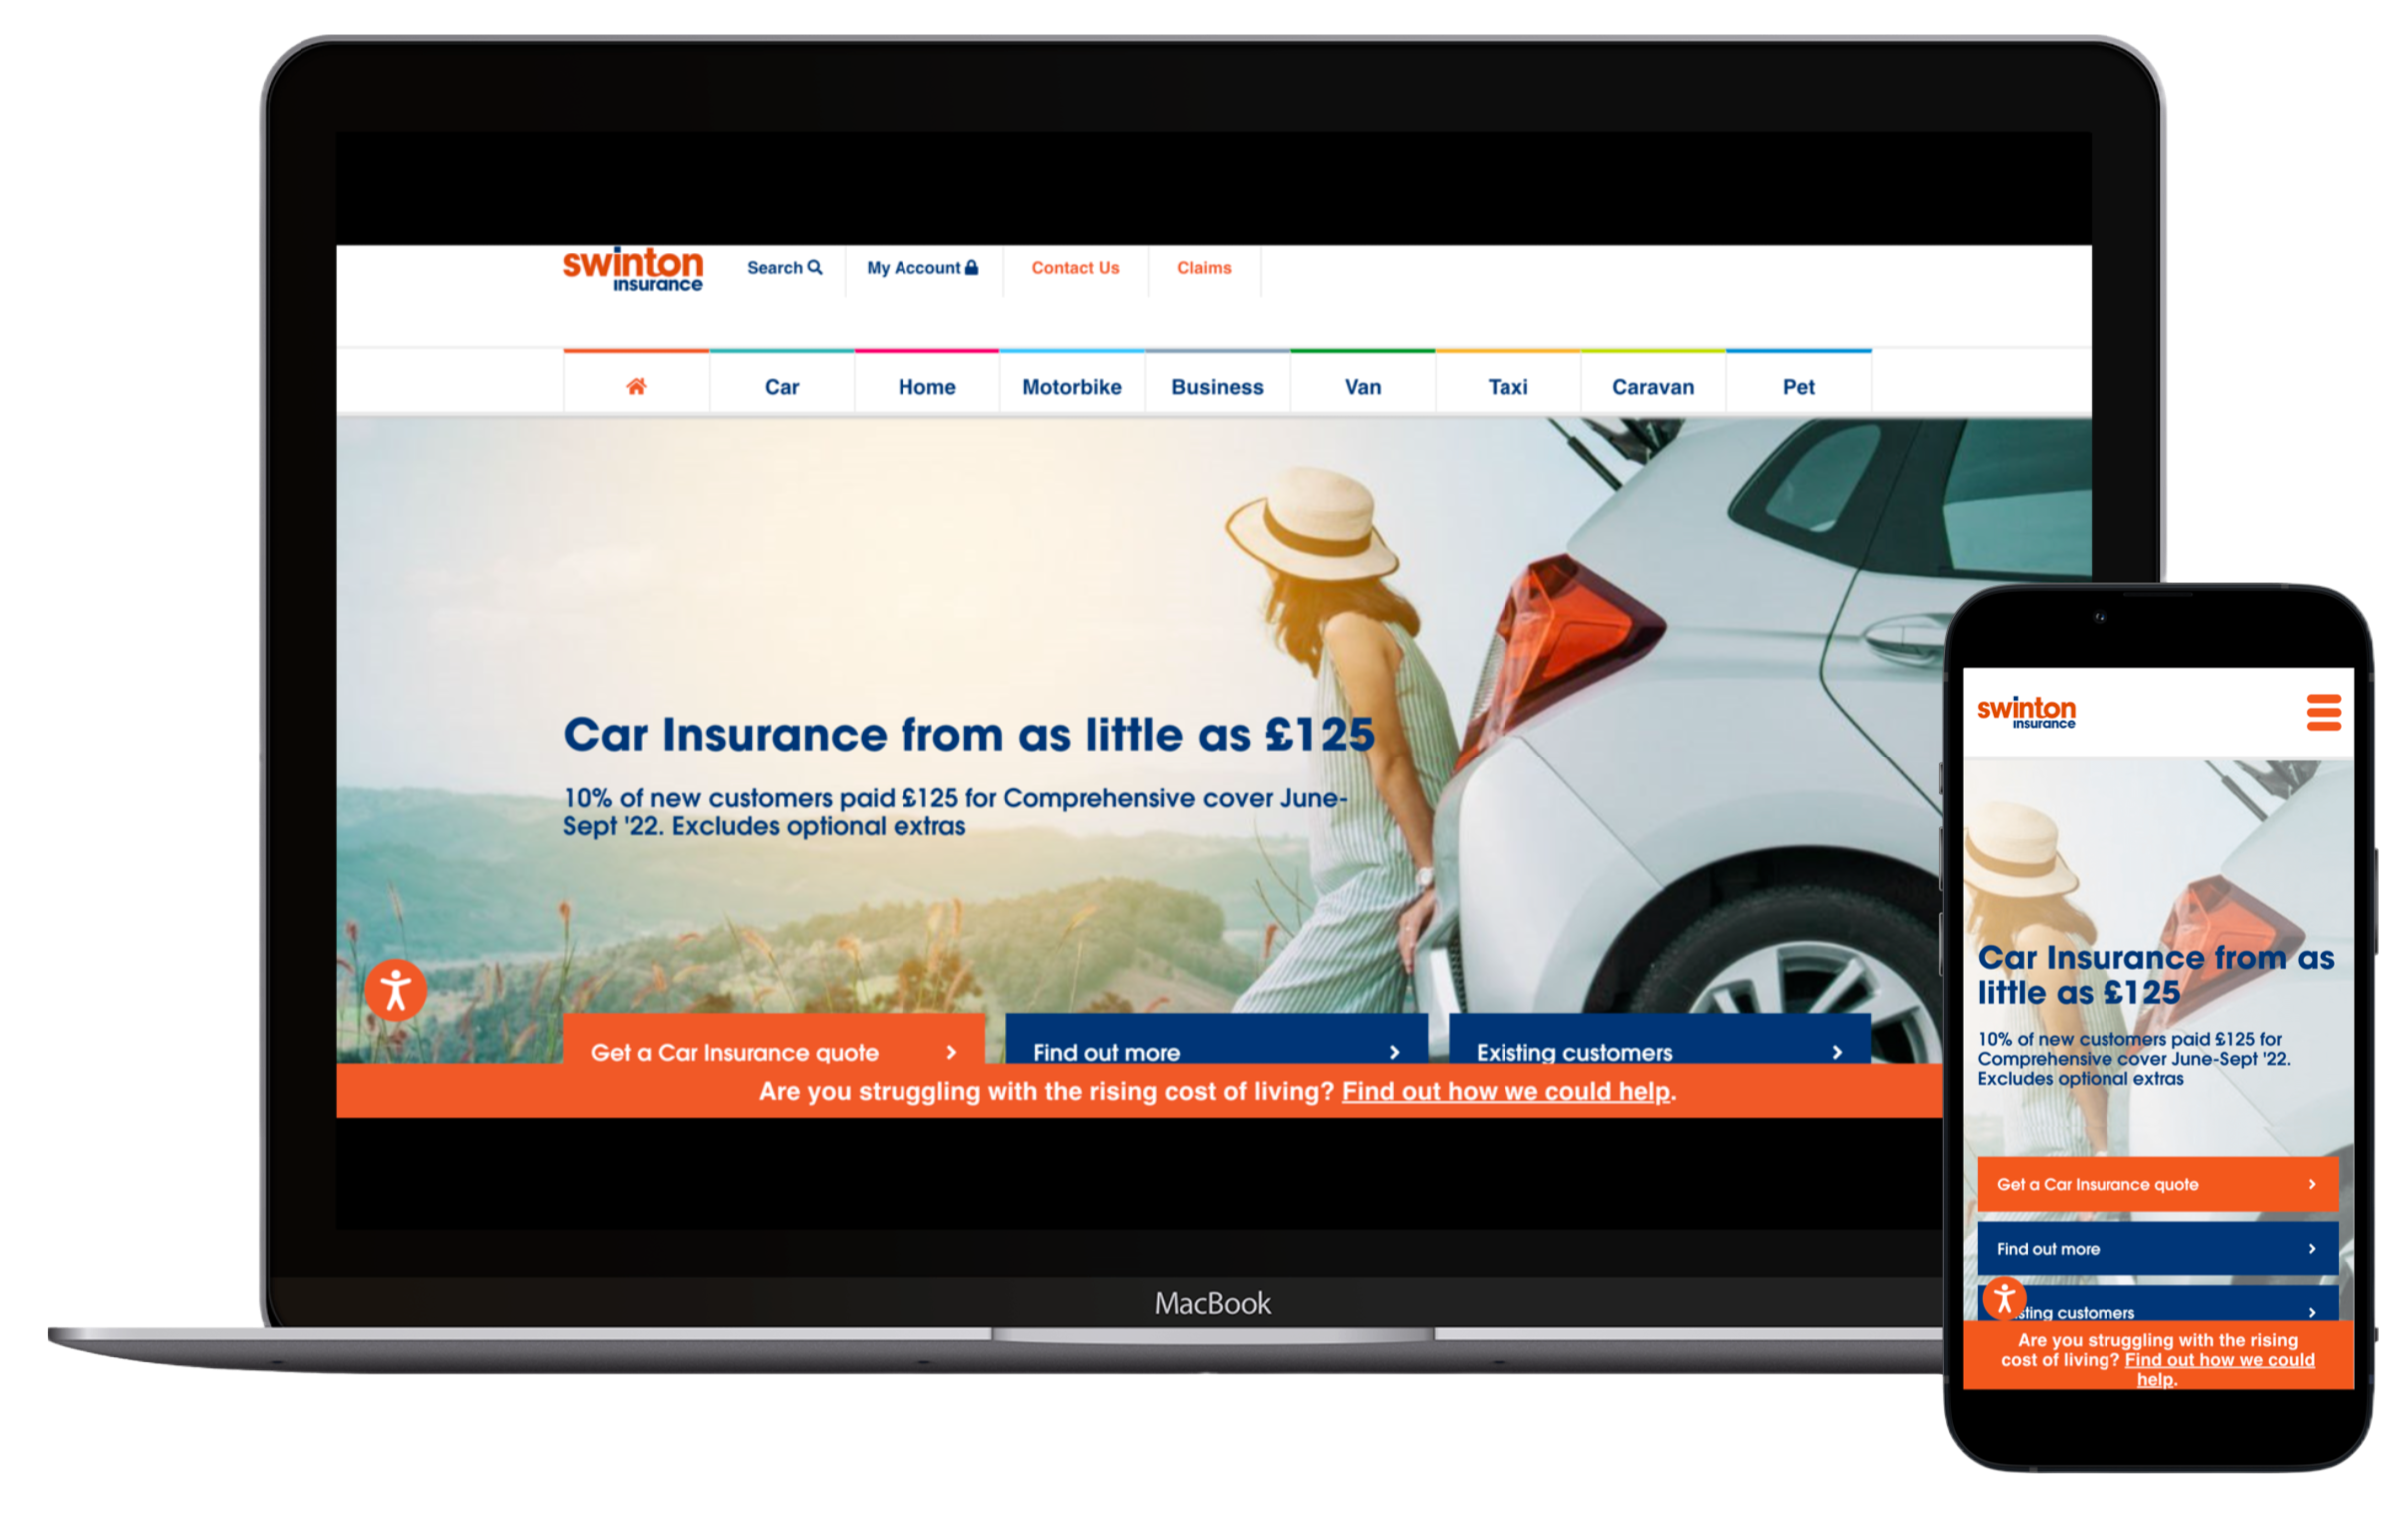 swinton
insurance
Search
My Account
Contact Us
Claims
Car
Home
Motorbike
Business
Van
Taxi
Caravan
Pet
Car Insurance from as little as £125
10% of new customers paid £125 for Comprehensive cover June-
Sept '22. Excludes optional extras
Get a Car Insurance quote
Find out more
Existing customers
Are you struggling with the rising cost of living? Find out how we could help.
MacBook
swinton
insurance
Car Insurance from as
little as £125
10% of new customers paid £125 for
Comprehensive cover June-Sept '22.
Excludes optional extras
Get a Car Insurance quote
Find out more
sting customers
Are you struggling with the rising
cost of living? Find out how we could
help.